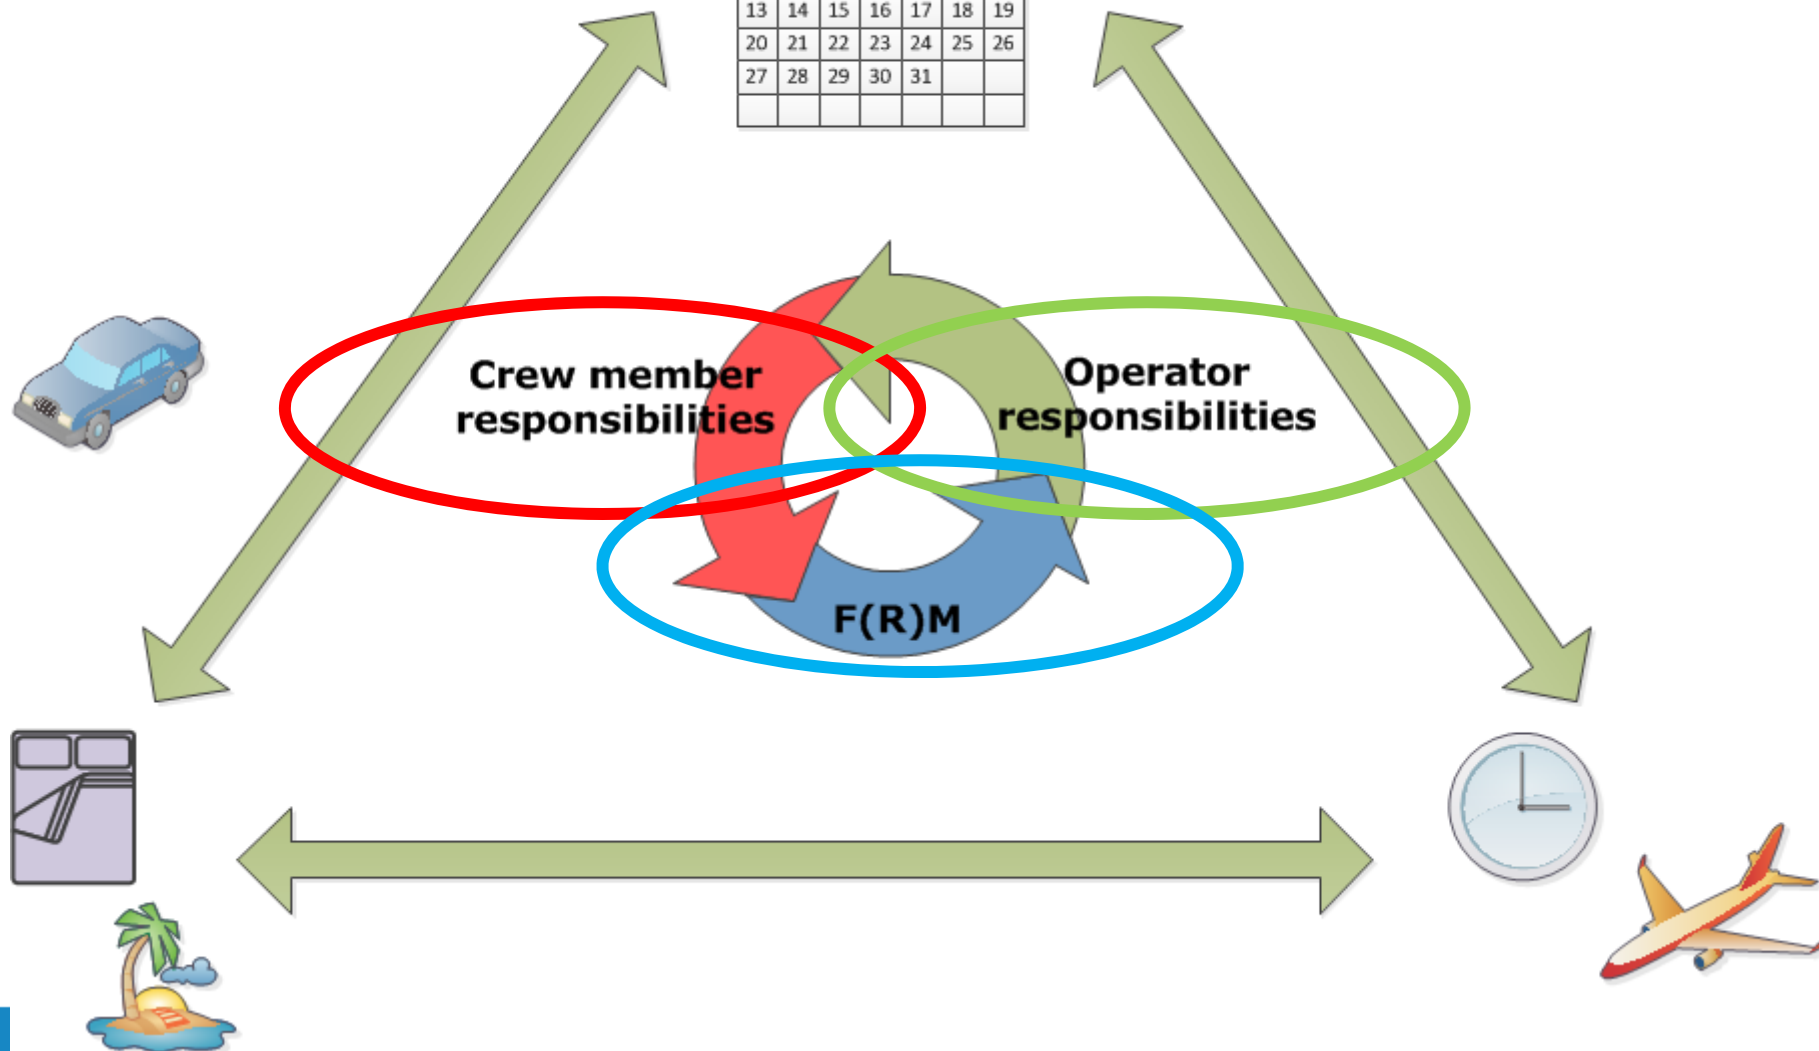 13 14 15 16 17 18 19
20 21 22 23 24 25 26
27 28 29 30 31
Crew member
responsibilities
Operator
responsibilities
F(R)M